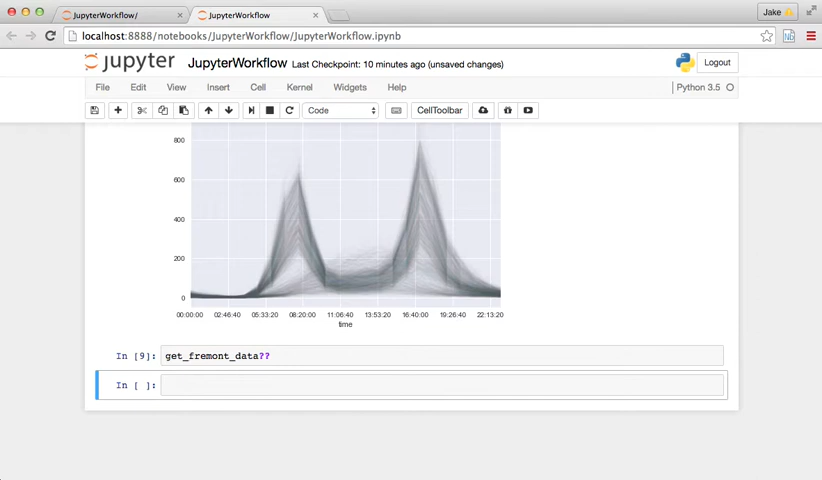 JupyterWorkflow/
JupyterWorkflow
Jake
localhost:8888/notebooks/JupyterWorkflow/JupyterWorkflow.ipynb
jupyter JupyterWorkflow Last Checkpoint: 10 minutes ago (unsaved changes)
Logout
File Edit View Insert Cell Kernel Widgets Help
Python 3.5
Code
CellToolbar
800
600
400
200
0
00:00:00 02:46:40 05:33:20 08:20:00 11:06:40 13:53:20 16:40:00 19:26:40 22:13:20
time
In [9]: get_fremont_data??
In [ ]: